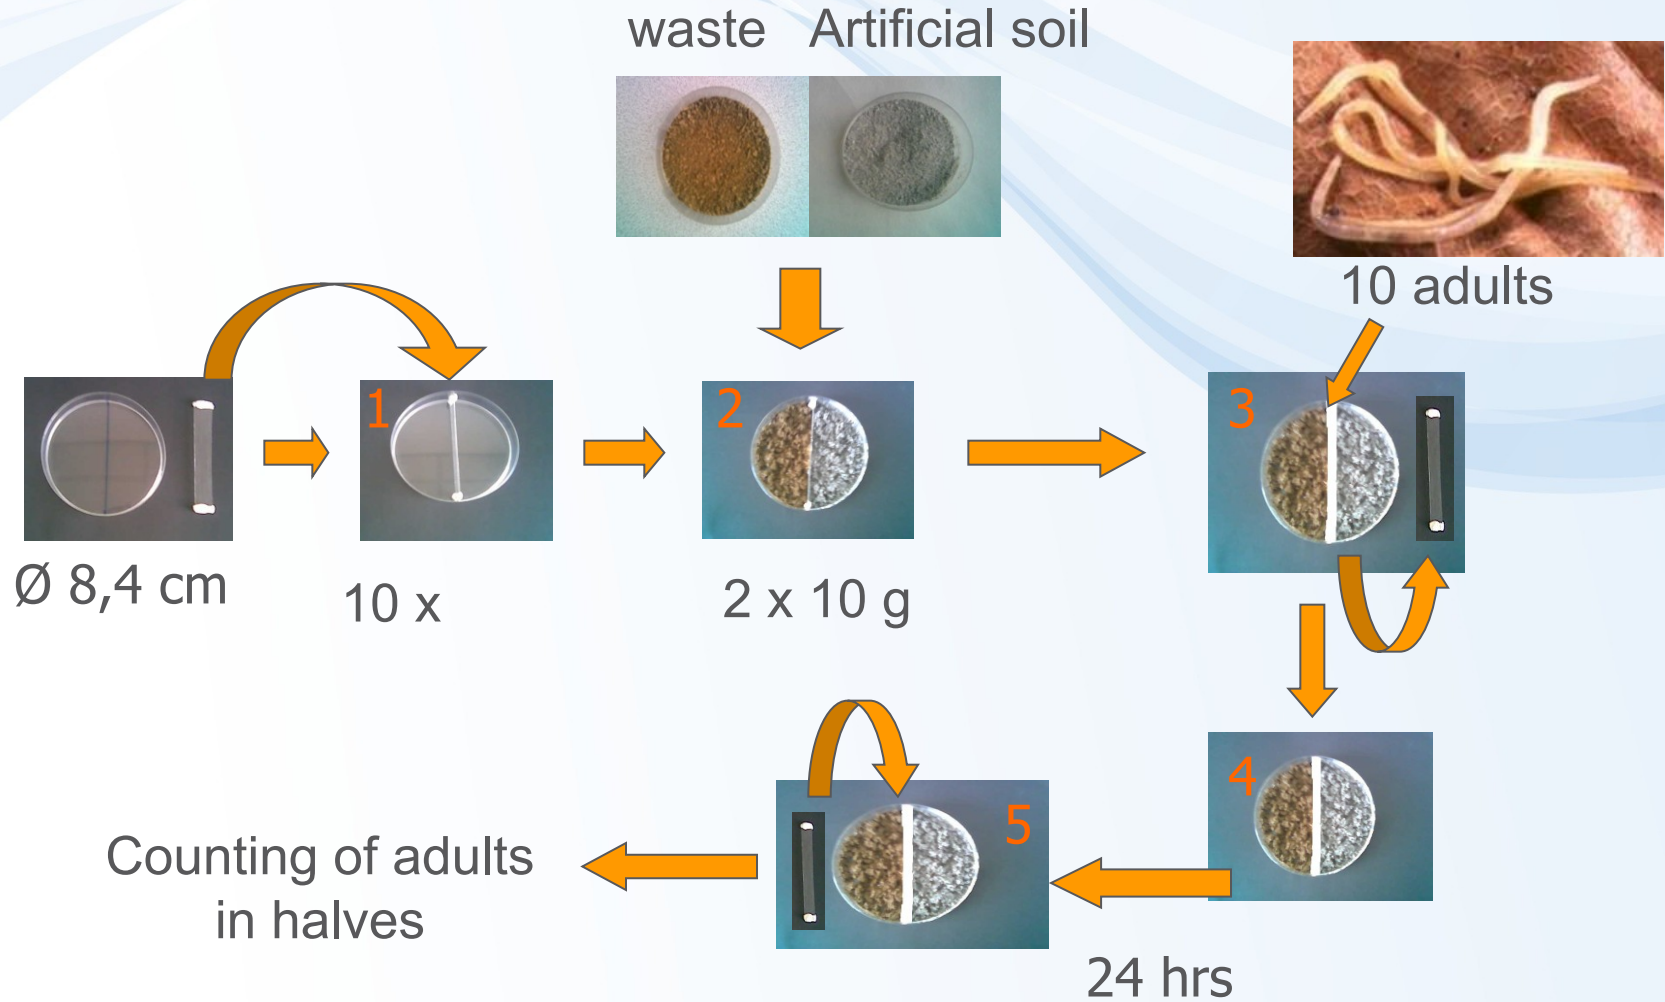 waste Artificial soil
10 adults
1
2
3
Ø 8,4 cm
10 x
2 x 10 g
4
5
Counting of adults
in halves
24 hrs